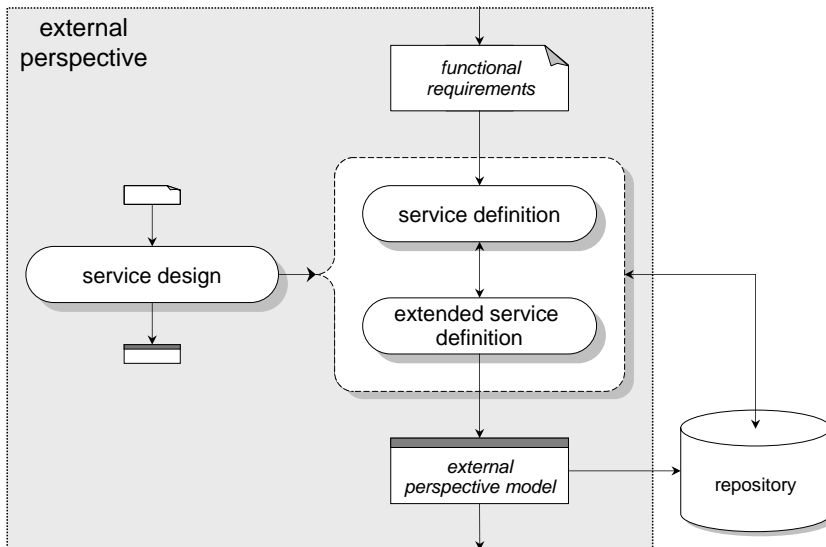 external
perspective
functional
requirements
service definition
service design
extended service
definition
external
perspective model
repository